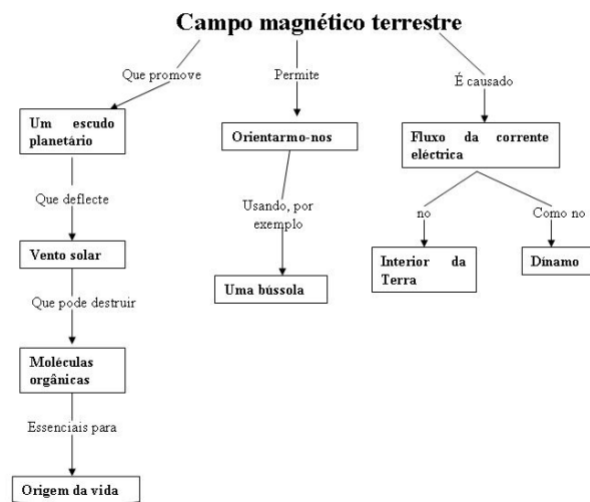 Campo magnético terrestre
Que promove
Permite
É causado
Um escudo
planetário
Orientarmo-nos
Fluxo da corrente
eléctrica
Que deflecte
Usando, por
exemplo
no
Como no
Vento solar
Uma bússola
Interior da
Terra
Dínamo
Que pode destruir
Moléculas
orgânicas
Essenciais para
Origem da vida